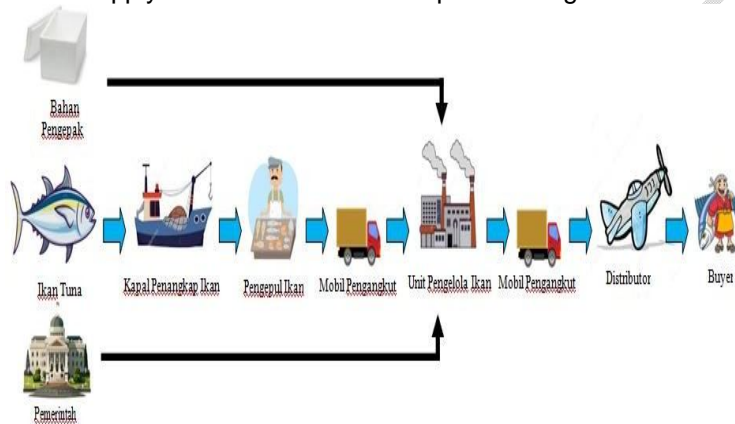 Bahan
Pengepak
Ikan Tuna
Kapal Penangkap Ikan
Pengepul Ikan
Mobil Pengangkut
Unit Pengelola Ikan
Mobil Pengangkut
Distributor
Buyer
Pemerintah